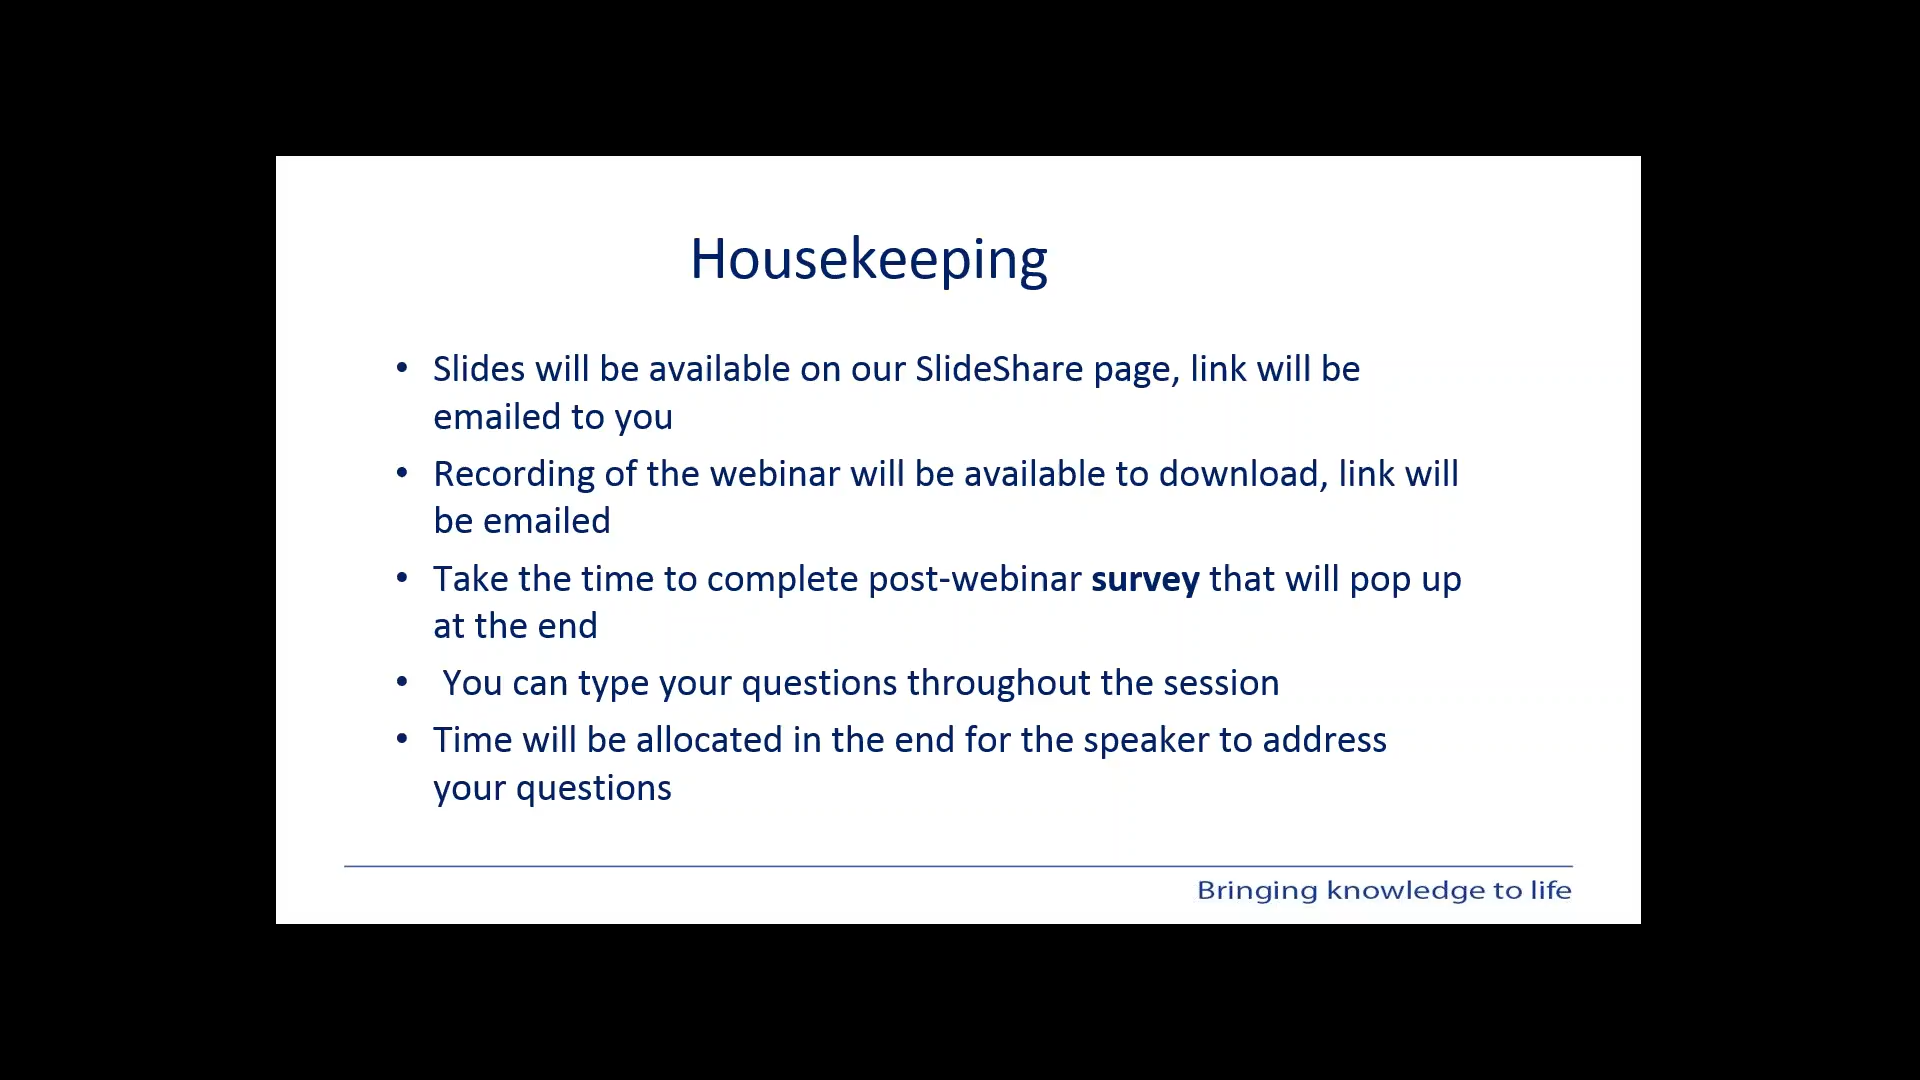 Housekeeping
• Slides will be available on our SlideShare page, link will be
emailed to you
• Recording of the webinar will be available to download, link will
be emailed
• Take the time to complete post-webinar survey that will pop up
at the end
• You can type your questions throughout the session
• Time will be allocated in the end for the speaker to address
your questions
Bringing knowledge to life